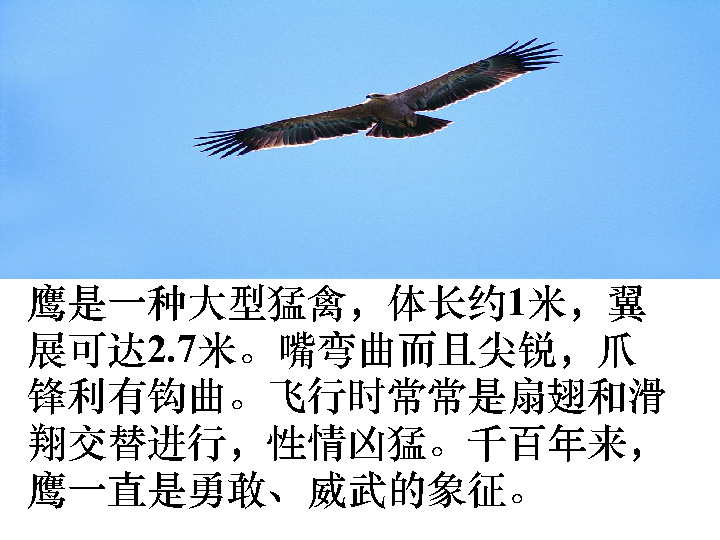 鹰是一种大型猛禽，体长约1米，翼
展可达2.7米。嘴弯曲而且尖锐，爪
锋利有钩曲。飞行时常常是扇翅和滑
翔交替进行，性情凶猛。千百年来，
鹰一直是勇敢、威武的象征。